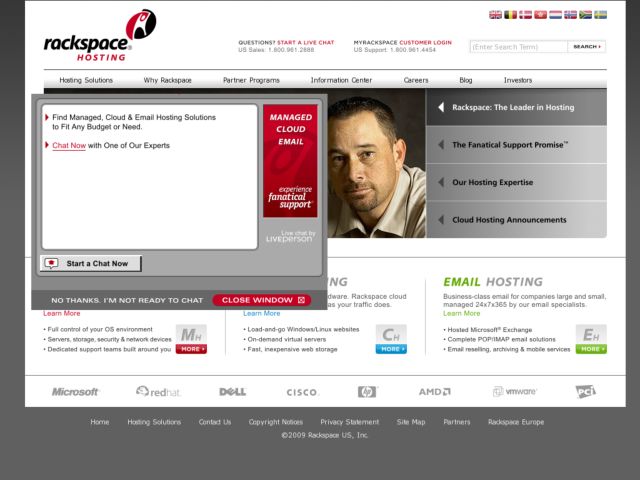 rackspace®
HOSTING
QUESTIONS? START A LIVE CHAT
US Sales: 1.800.961.2888
MYRACKSPACE CUSTOMER LOGIN
US Support: 1.800.961.4454
(Enter Search Term)
SEARCH
Hosting Solutions
Why Rackspace
Partner Programs
Information Center
Careers
Blog
Investors
Find Managed, Cloud & Email Hosting Solutions
to Fit Any Budget or Need.
Chat Now with One of Our Experts
MANAGED
CLOUD
EMAIL
experience
fanatical
support™
Live chat by
LIVEperson
Start a Chat Now
NO THANKS. I'M NOT READY TO CHAT
CLOSE WINDOW
Rackspace: The Leader in Hosting
The Fanatical Support Promise™
Our Hosting Expertise
Cloud Hosting Announcements
Learn More
• Full control of your OS environment
• Servers, storage, security & network devices
• Dedicated support teams built around you
MH
MORE
ING
dware. Rackspace cloud
as your traffic does.
Learn More
• Load-and-go Windows/Linux websites
• On-demand virtual servers
• Fast, inexpensive web storage
CH
MORE
EMAIL HOSTING
Business-class email for companies large and small,
managed 24x7x365 by our email specialists.
Learn More
• Hosted Microsoft® Exchange
• Complete POP/IMAP email solutions
• Email reselling, archiving & mobile services
EH
MORE
Microsoft
redhat
DELL
CISCO
hp
AMD
vmware
PCI
Home
Hosting Solutions
Contact Us
Copyright Notices
Privacy Statement
Site Map
Partners
Rackspace Europe
©2009 Rackspace US, Inc.